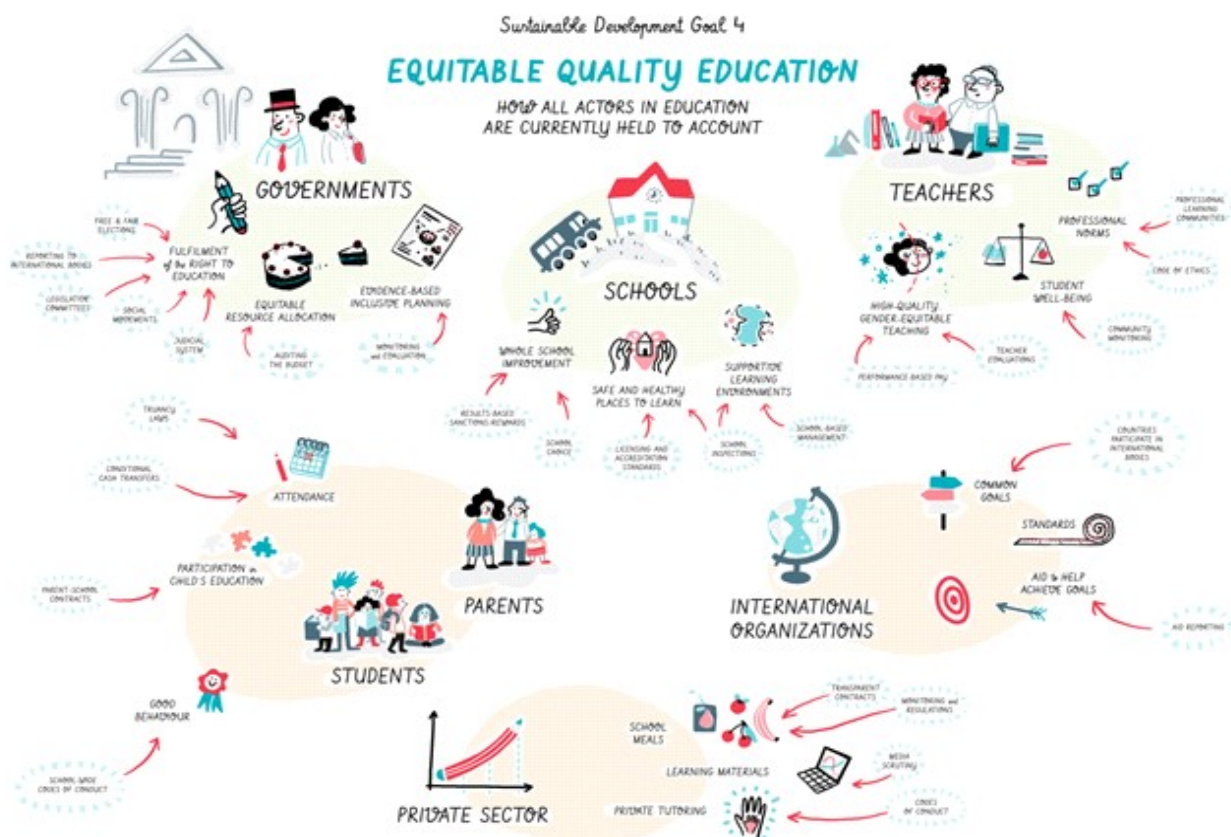 Sustainable Development Goal 4
EQUITABLE QUALITY EDUCATION
HOW ALL ACTORS IN EDUCATION
ARE CURRENTLY HELD TO ACCOUNT
GOVERNMENTS
FREE & FAIR
ELECTIONS
REPORTING TO
INTERNATIONAL BODIES
LEGISLATIVE
COMMITTEES
SOCIAL
MOVEMENTS
JUDICIAL
SYSTEM
FULFILMENT
of the RIGHT TO
EDUCATION
EQUITABLE
RESOURCE ALLOCATION
AUDITING
THE BUDGET
EVIDENCE-BASED
INCLUSIVE PLANNING
MONITORING and EVALUATION
SCHOOLS
WHOLE SCHOOL
IMPROVEMENT
RESULTS-BASED
SANCTIONS/REWARDS
SCHOOL
CHOICE
SAFE AND HEALTHY
PLACES TO LEARN
LICENSING AND
ACCREDITATION
STANDARDS
SCHOOL
INSPECTIONS
SUPPORTIVE
LEARNING
ENVIRONMENTS
SCHOOL-BASED
MANAGEMENT
TEACHERS
PROFESSIONAL
NORMS
PROFESSIONAL
LEARNING
COMMUNITIES
CODE OF ETHICS
STUDENT
WELL-BEING
COMMUNITY
MONITORING
HIGH-QUALITY
GENDER-EQUITABLE
TEACHING
TEACHER
EVALUATIONS
PERFORMANCE-BASED PAY
TRUANCY
LAWS
CONDITIONAL
CASH TRANSFERS
ATTENDANCE
PARTICIPATION in
CHILD'S EDUCATION
PARENT-SCHOOL
CONTRACTS
PARENTS
STUDENTS
GOOD
BEHAVIOUR
SCHOOL-WIDE
CODES OF CONDUCT
INTERNATIONAL
ORGANIZATIONS
COUNTRIES
PARTICIPATE IN
INTERNATIONAL
BODIES
COMMON
GOALS
STANDARDS
AID to HELP
ACHIEVE GOALS
AID REPORTING
PRIVATE SECTOR
SCHOOL
MEALS
TRANSPARENT
CONTRACTS
MONITORING and
REGULATIONS
LEARNING MATERIALS
MEDIA
SCRUTINY
PRIVATE TUTORING
CODES
OF CONDUCT